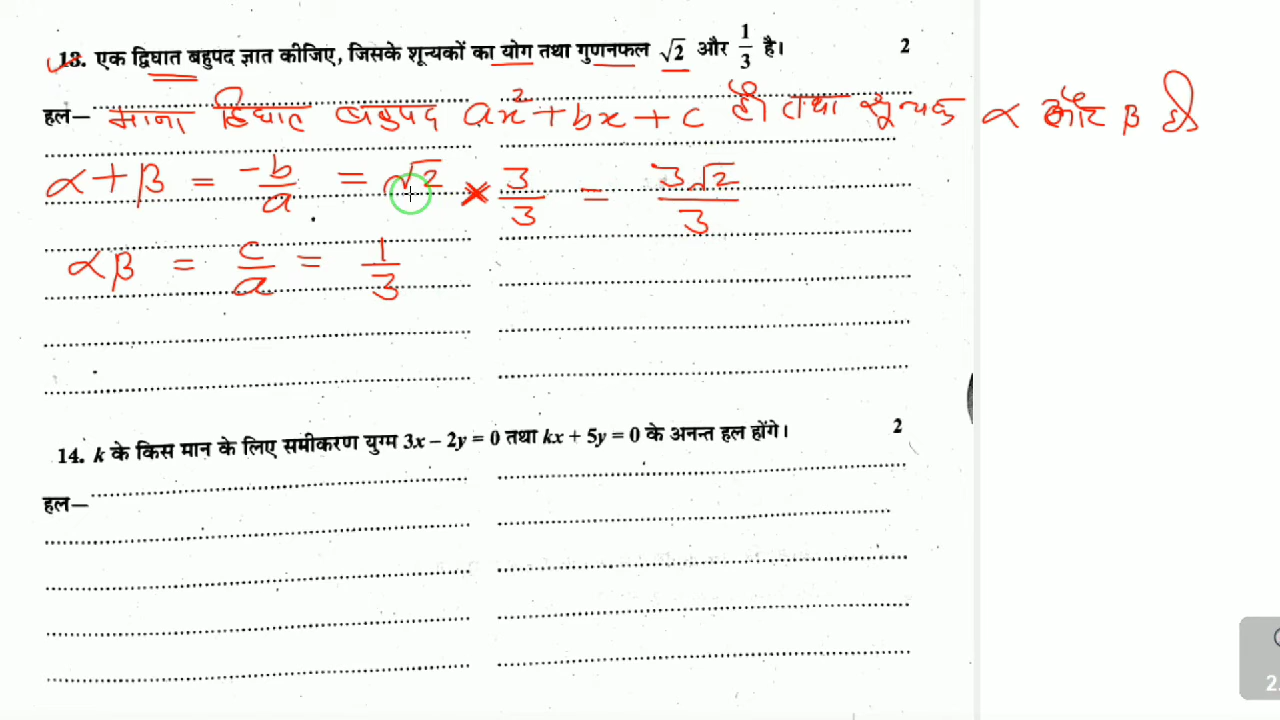 13. एक द्विघात बहुपद ज्ञात कीजिए, जिसके शून्यकों का योग तथा गुणनफल √2 और 1/3 है। 2
हल– माना द्विघात बहुपद ax² + bx + c है। तथा शून्यक α और β है
α + β = -b/a = √2 × 3/3 = 3√2/3
αβ = c/a = 1/3
14. k के किस मान के लिए समीकरण युग्म 3x – 2y = 0 तथा kx + 5y = 0 के अनन्त हल होंगे। 2
हल–